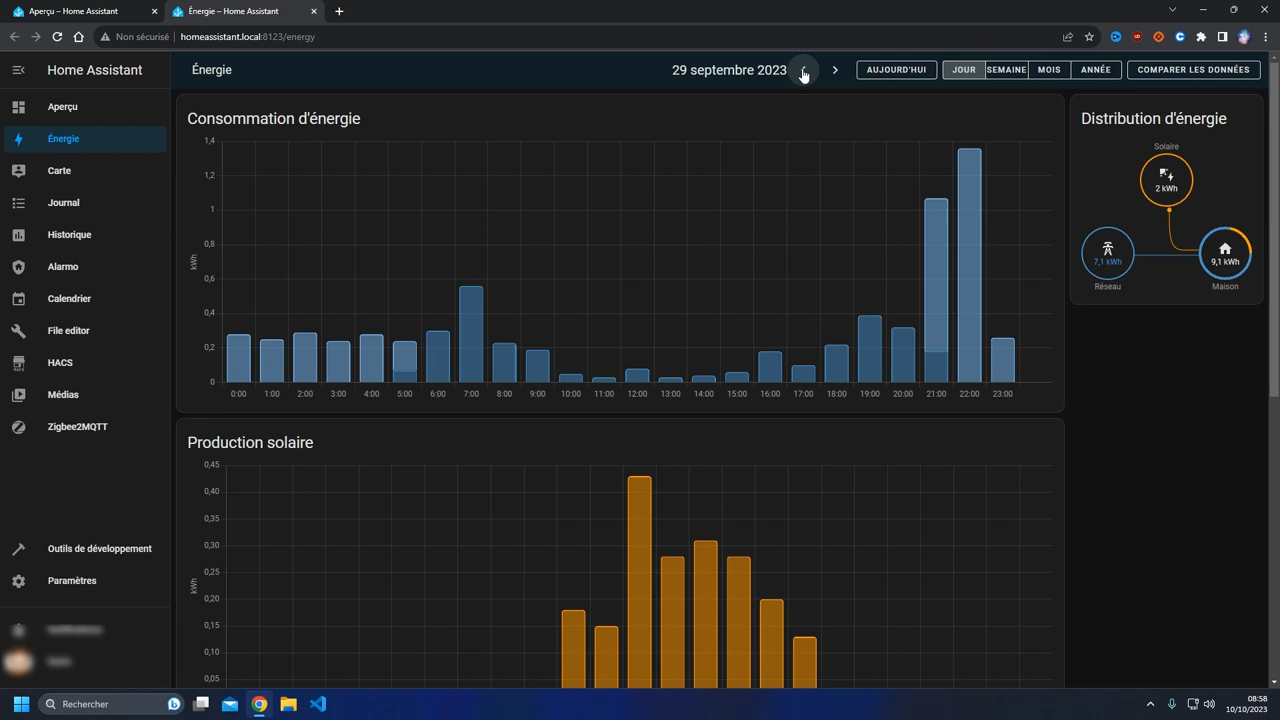 Aperçu – Home Assistant
Énergie – Home Assistant
Non sécurisé
homeassistant.local:8123/energy
Home Assistant
Énergie
29 septembre 2023
AUJOURD'HUI
JOUR
SEMAINE
MOIS
ANNÉE
COMPARER LES DONNÉES
Aperçu
Énergie
Carte
Journal
Historique
Alarmo
Calendrier
File editor
HACS
Médias
Zigbee2MQTT
Outils de développement
Paramètres
Consommation d'énergie
1,4
1,2
1
0,8
0,6
0,4
0,2
0
kWh
0:00 1:00 2:00 3:00 4:00 5:00 6:00 7:00 8:00 9:00 10:00 11:00 12:00 13:00 14:00 15:00 16:00 17:00 18:00 19:00 20:00 21:00 22:00 23:00
Distribution d'énergie
Solaire
2 kWh
7,1 kWh
9,1 kWh
Réseau
Maison
Production solaire
0,45
0,40
0,35
0,30
0,25
0,20
0,15
0,10
0,05
kWh
Rechercher
08:58
10/10/2023